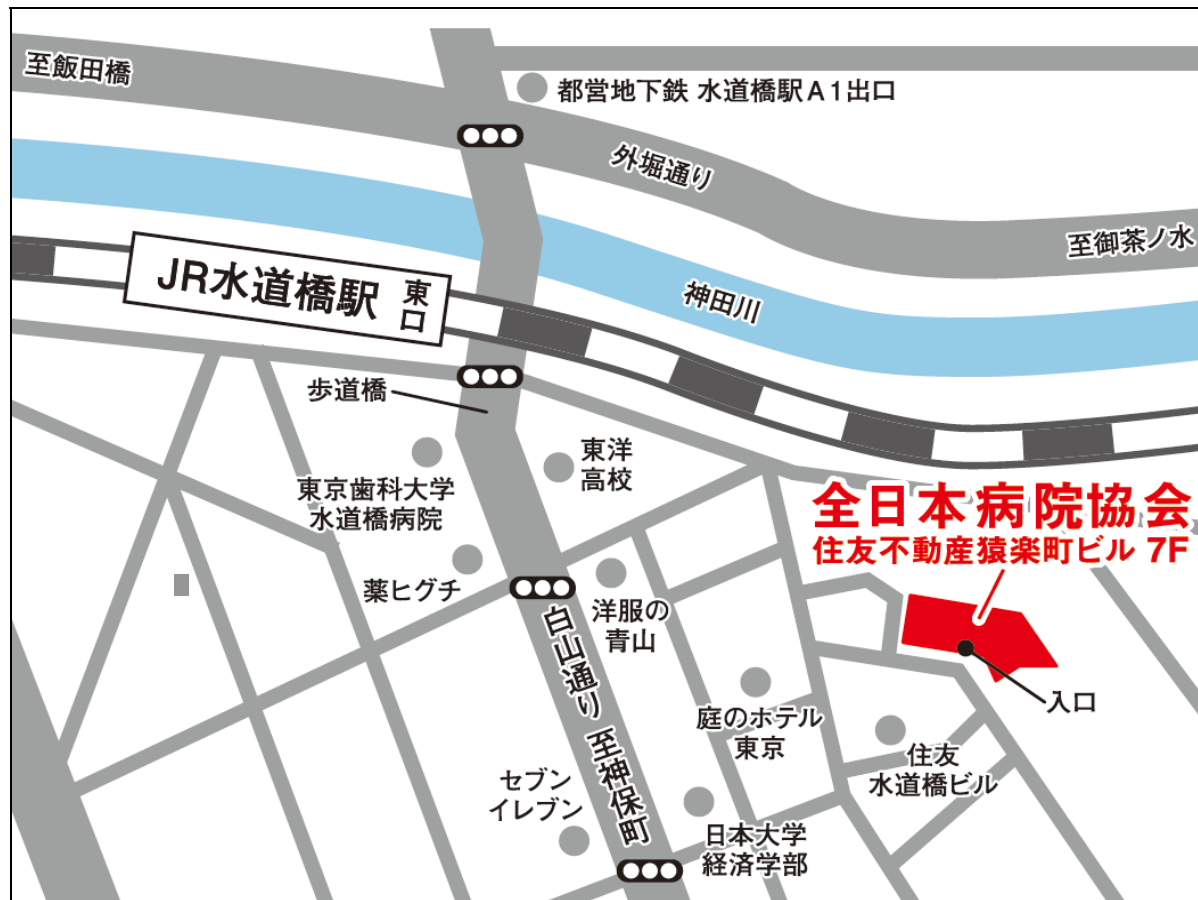 至飯田橋
都営地下鉄 水道橋駅A1出口
外堀通り
至御茶ノ水
JR水道橋駅
東口
神田川
歩道橋
東洋
高校
東京歯科大学
水道橋病院
全日本病院協会
住友不動産猿楽町ビル 7F
薬ヒグチ
洋服の
青山
白山通り 至神保町
入口
庭のホテル
東京
住友
水道橋ビル
セブン
イレブン
日本大学
経済学部